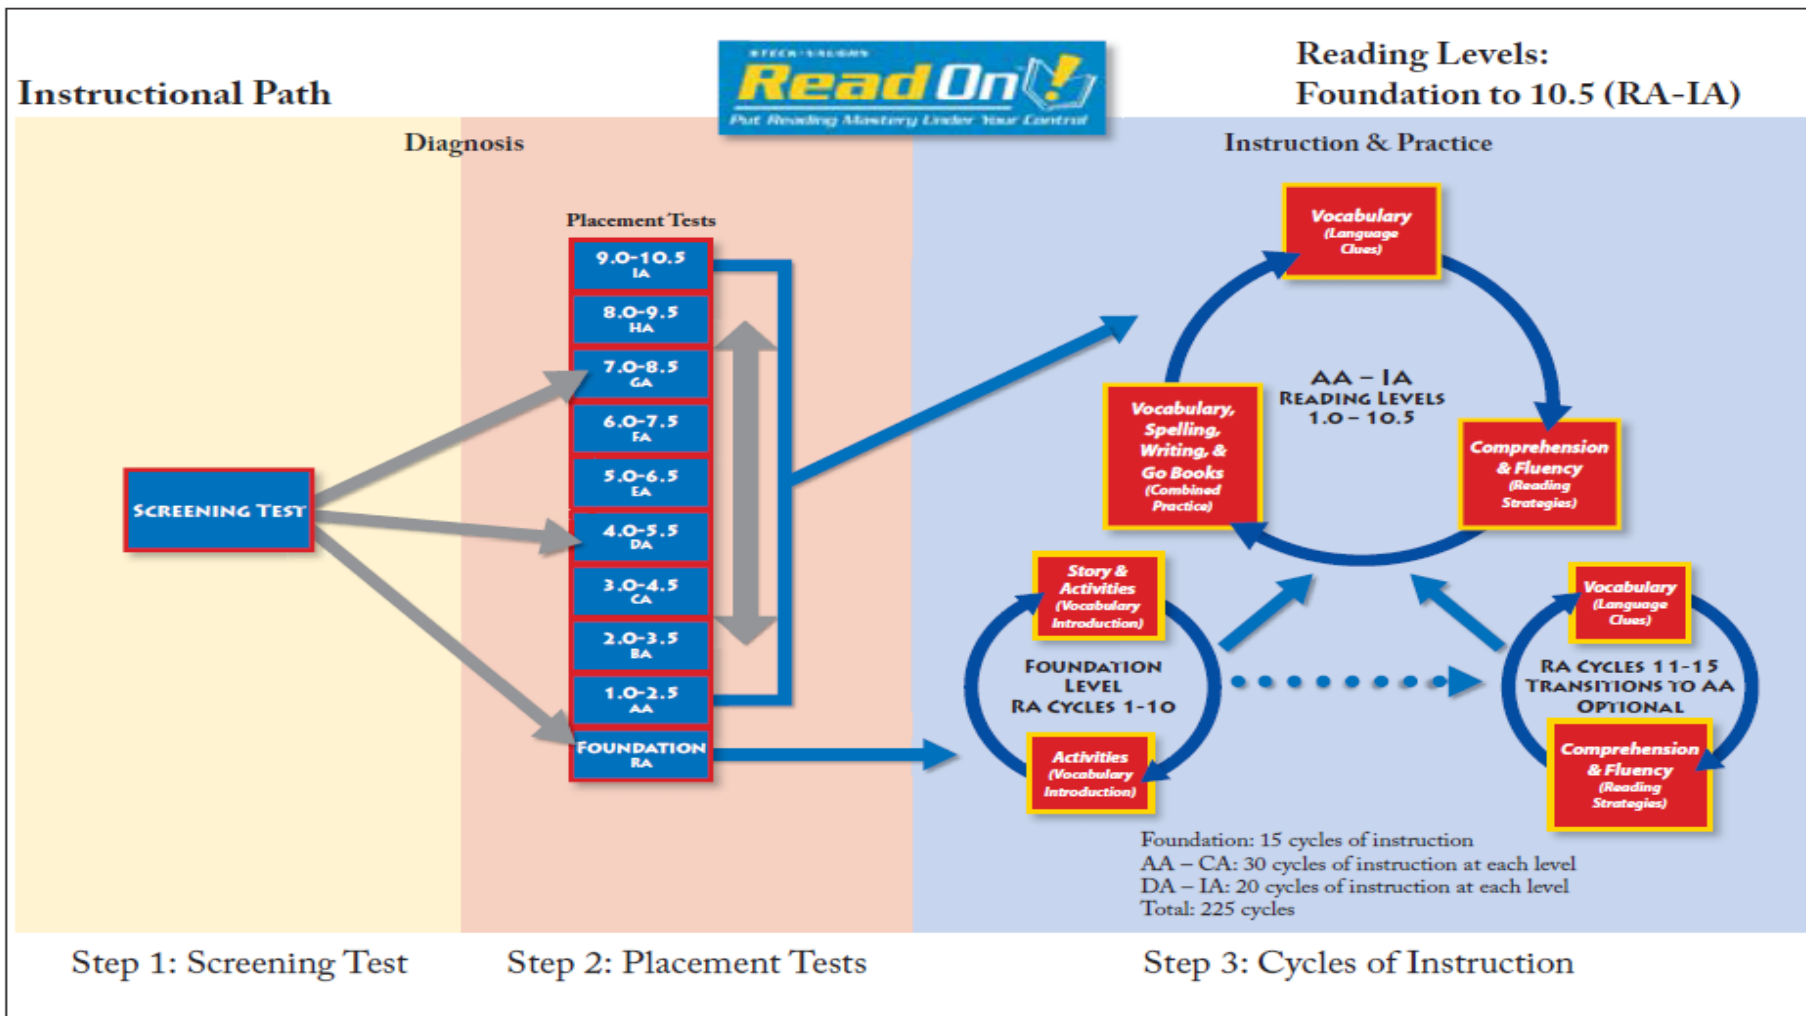 Instructional Path
STECK-VAUGHN
Read On!
Put Reading Mastery Under Your Control
Reading Levels:
Foundation to 10.5 (RA-IA)
Diagnosis
Instruction & Practice
SCREENING TEST
Placement Tests
9.0-10.5
IA
8.0-9.5
HA
7.0-8.5
GA
6.0-7.5
FA
5.0-6.5
EA
4.0-5.5
DA
3.0-4.5
CA
2.0-3.5
BA
1.0-2.5
AA
FOUNDATION
RA
Vocabulary
(Language
Clues)
AA – IA
READING LEVELS
1.0 – 10.5
Vocabulary,
Spelling,
Writing, &
Go Books
(Combined
Practice)
Comprehension
& Fluency
(Reading
Strategies)
Story &
Activities
(Vocabulary
Introduction)
FOUNDATION
LEVEL
RA CYCLES 1-10
Activities
(Vocabulary
Introduction)
Vocabulary
(Language
Clues)
RA CYCLES 11-15
TRANSITIONS TO AA
OPTIONAL
Comprehension
& Fluency
(Reading
Strategies)
Foundation: 15 cycles of instruction
AA – CA: 30 cycles of instruction at each level
DA – IA: 20 cycles of instruction at each level
Total: 225 cycles
Step 1: Screening Test
Step 2: Placement Tests
Step 3: Cycles of Instruction